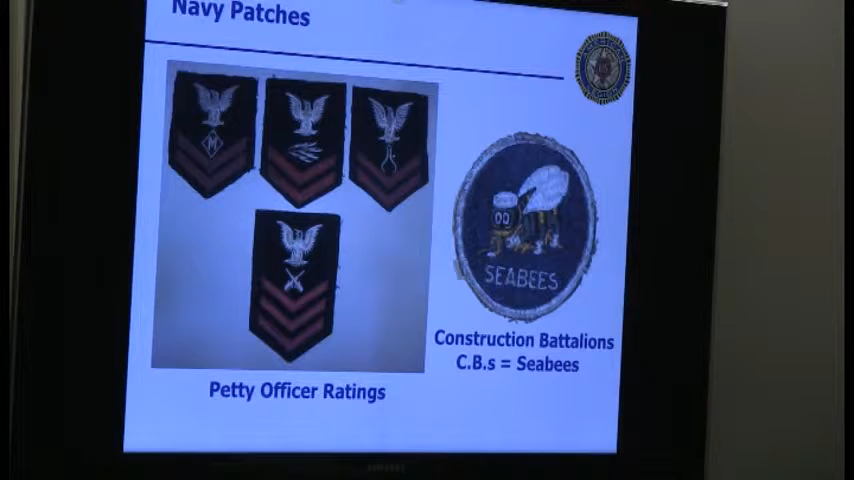 Navy Patches
M
SEABEES
Construction Battalions
C.B.s = Seabees
Petty Officer Ratings